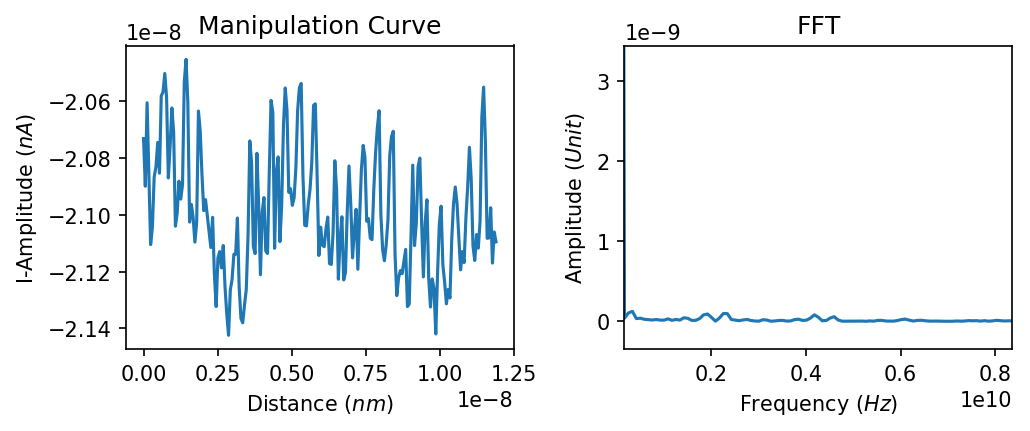 Manipulation Curve
1e−8
−2.06
−2.08
−2.10
−2.12
−2.14
I-Amplitude (nA)
0.00 0.25 0.50 0.75 1.00 1.25
1e−8
Distance (nm)
FFT
1e−9
3
2
1
0
Amplitude (Unit)
0.2 0.4 0.6 0.8
1e10
Frequency (Hz)